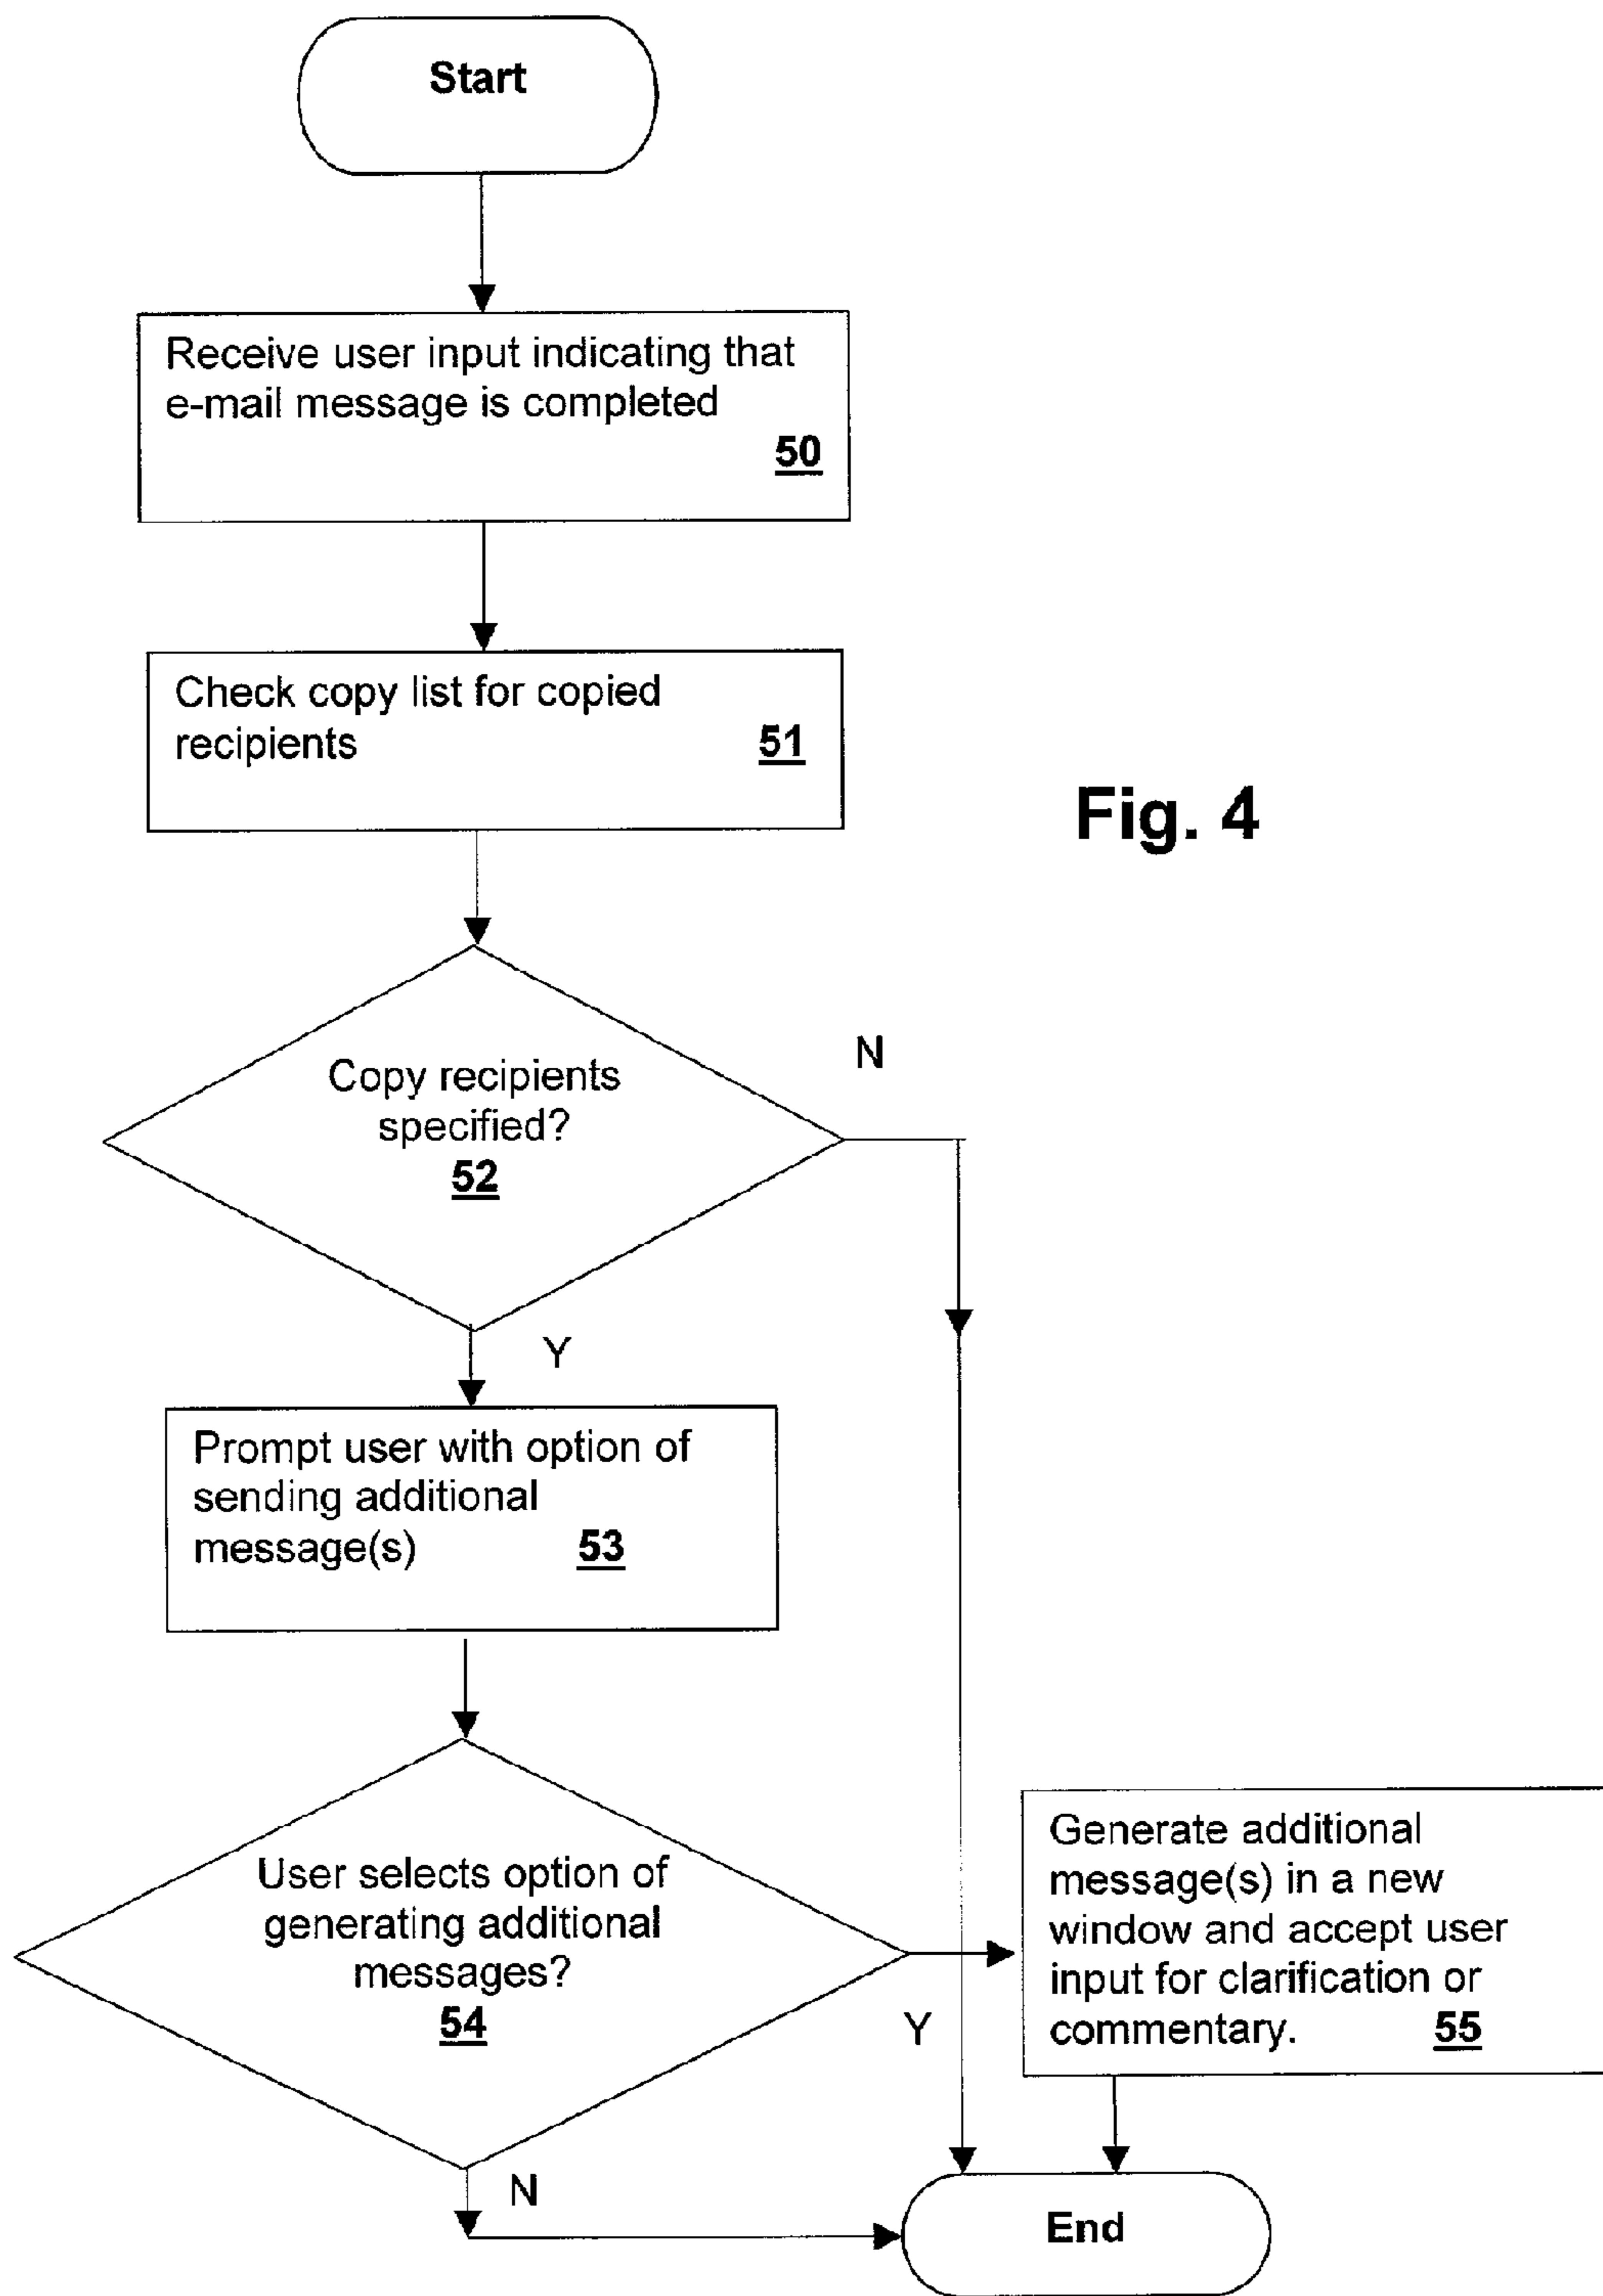 Start
Receive user input indicating that
e-mail message is completed
50
Check copy list for copied
recipients 51
Fig. 4
Copy recipients
specified?
52
N
Y
Prompt user with option of
sending additional
message(s) 53
User selects option of
generating additional
messages?
54
Y
N
Generate additional
message(s) in a new
window and accept user
input for clarification or
commentary. 55
End